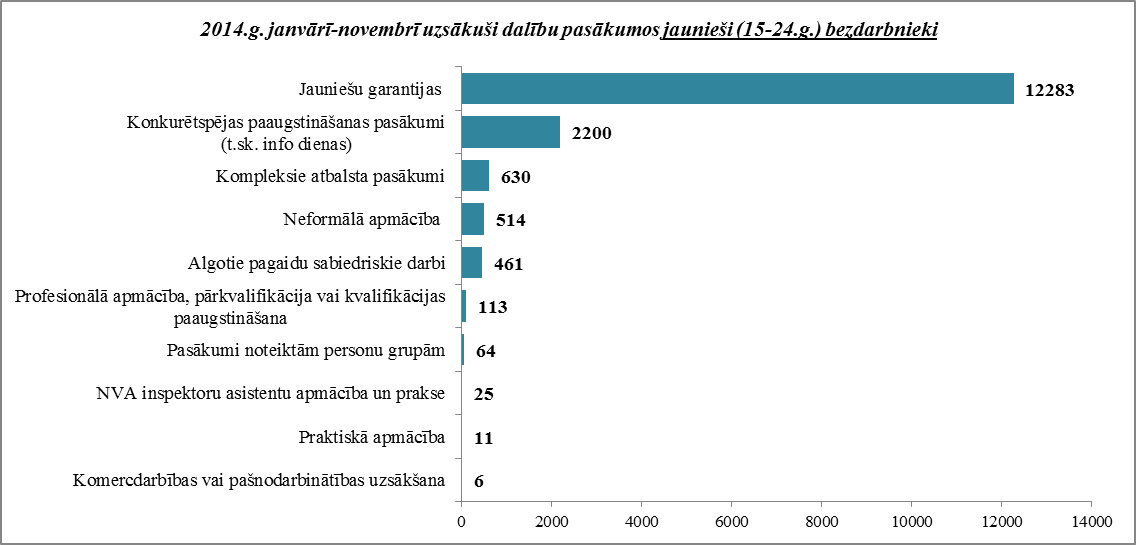 2014.g. janvārī-novembrī uzsākuši dalību pasākumos jaunieši (15-24.g.) bezdarbnieki
Jauniešu garantijas
12283
Konkurētspējas paaugstināšanas pasākumi
(t.sk. info dienas)
2200
Kompleksie atbalsta pasākumi
630
Neformālā apmācība
514
Algotie pagaidu sabiedriskie darbi
461
Profesionālā apmācība, pārkvalifikācija vai kvalifikācijas
paaugstināšana
113
Pasākumi noteiktām personu grupām
64
NVA inspektoru asistentu apmācība un prakse
25
Praktiskā apmācība
11
Komercdarbības vai pašnodarbinātības uzsākšana
6
0 2000 4000 6000 8000 10000 12000 14000